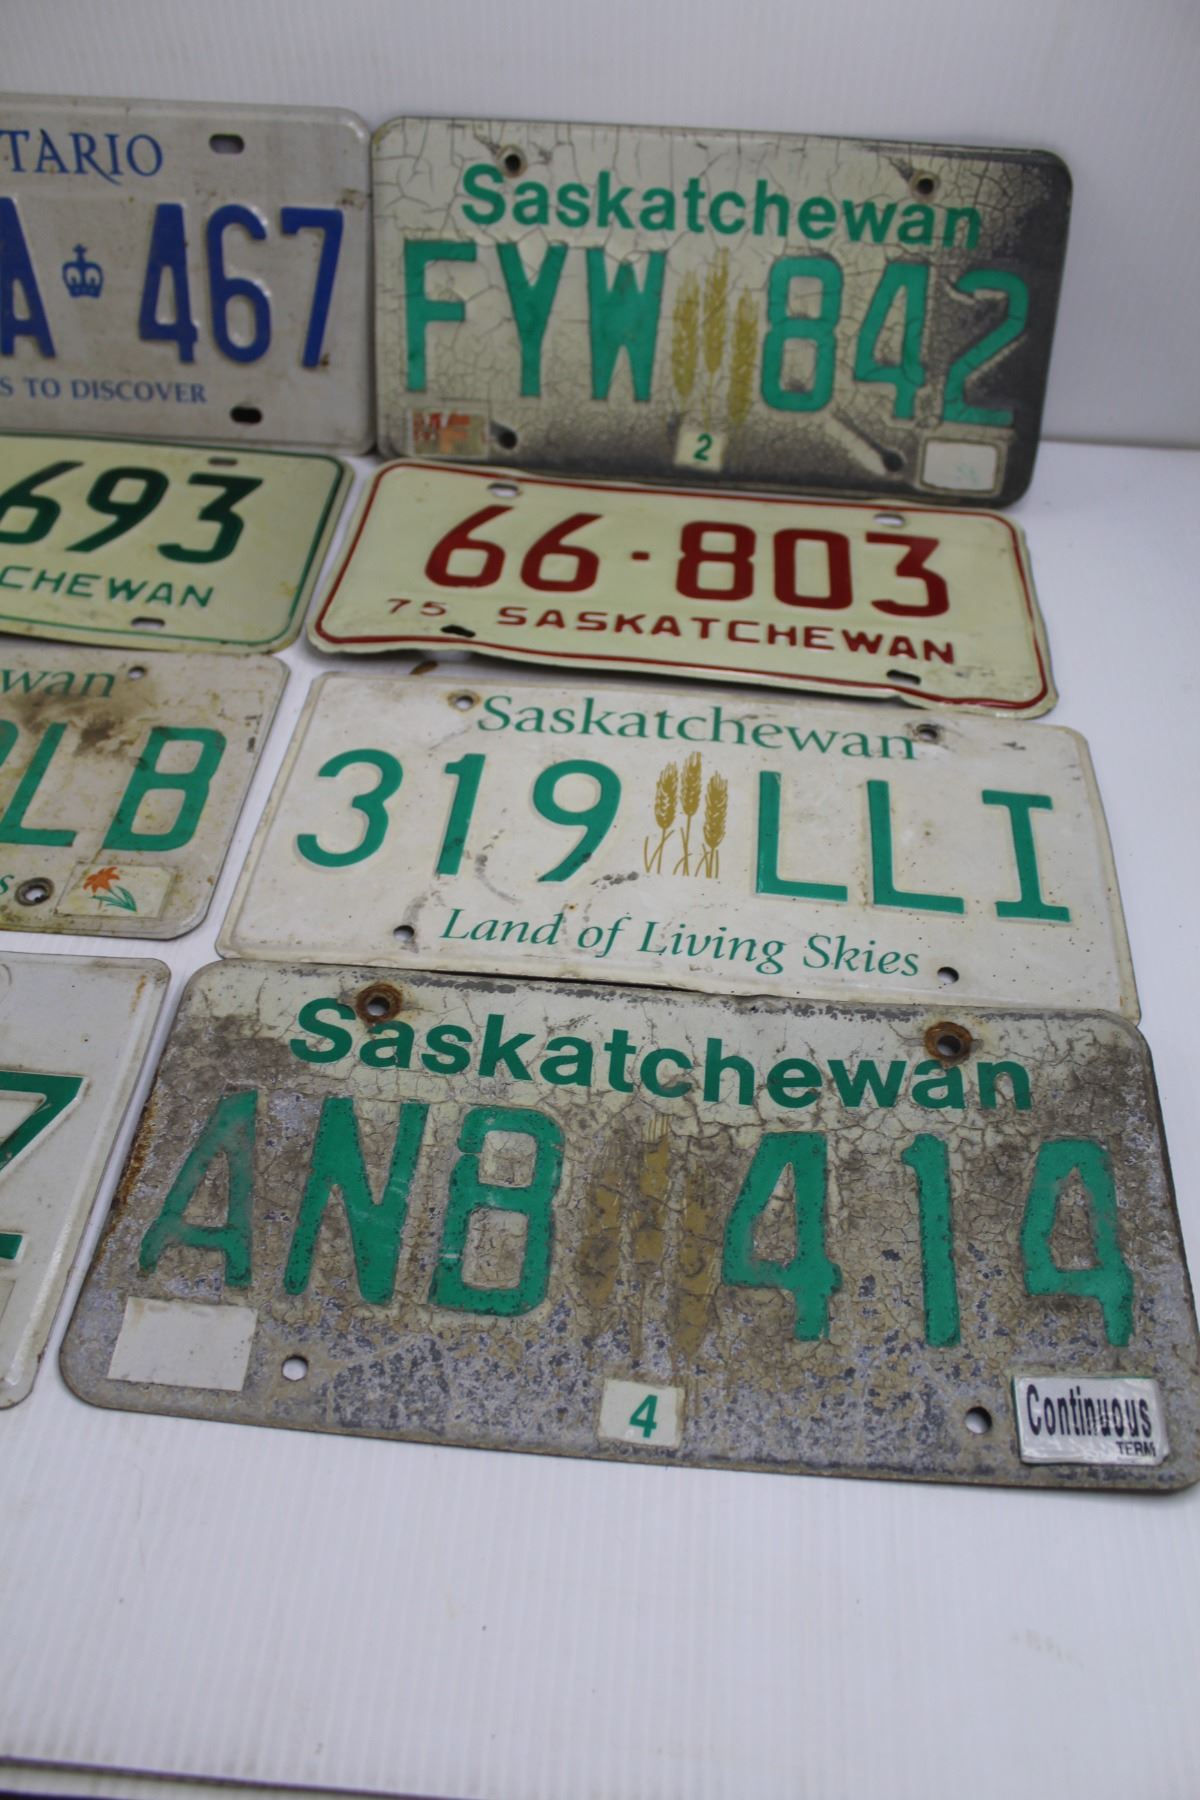 TARIO
A 467
S TO DISCOVER
Saskatchewan
FYW 842
MF
2
693
CHEWAN
66·803
75 SASKATCHEWAN
wan
LB
s
Saskatchewan
319 LLI
Land of Living Skies
Z
Saskatchewan
ANB 414
4
Continuous
TERM